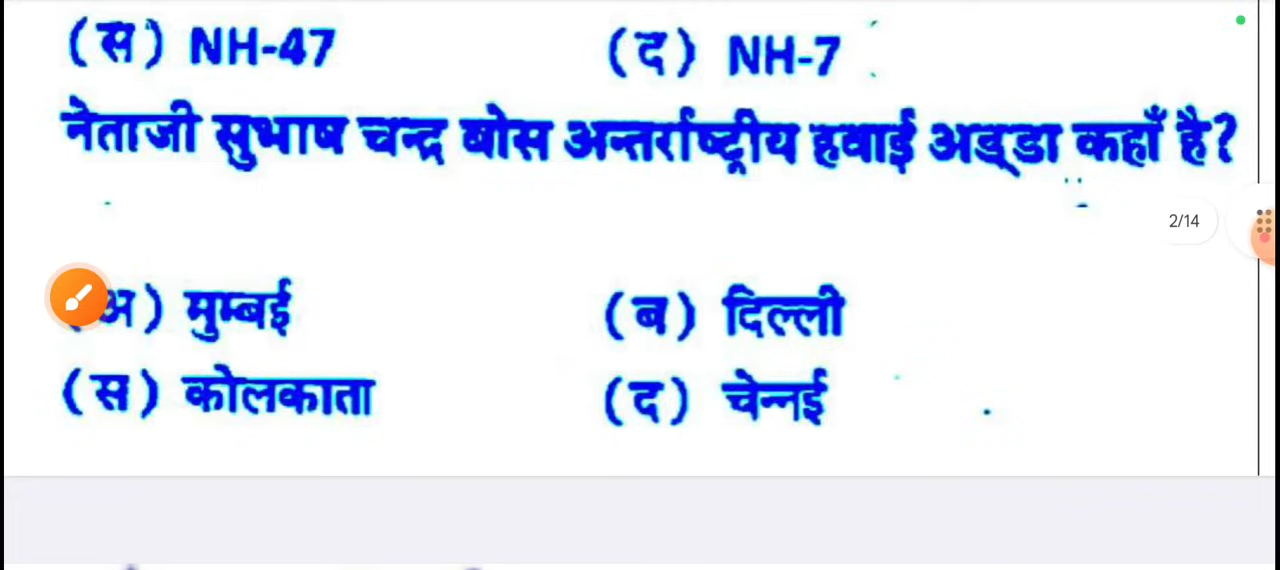 (स) NH-47 (द) NH-7
नेताजी सुभाष चन्द्र बोस अन्तर्राष्ट्रीय हवाई अड्डा कहाँ है?
2/14
(अ) मुम्बई (ब) दिल्ली
(स) कोलकाता (द) चेन्नई